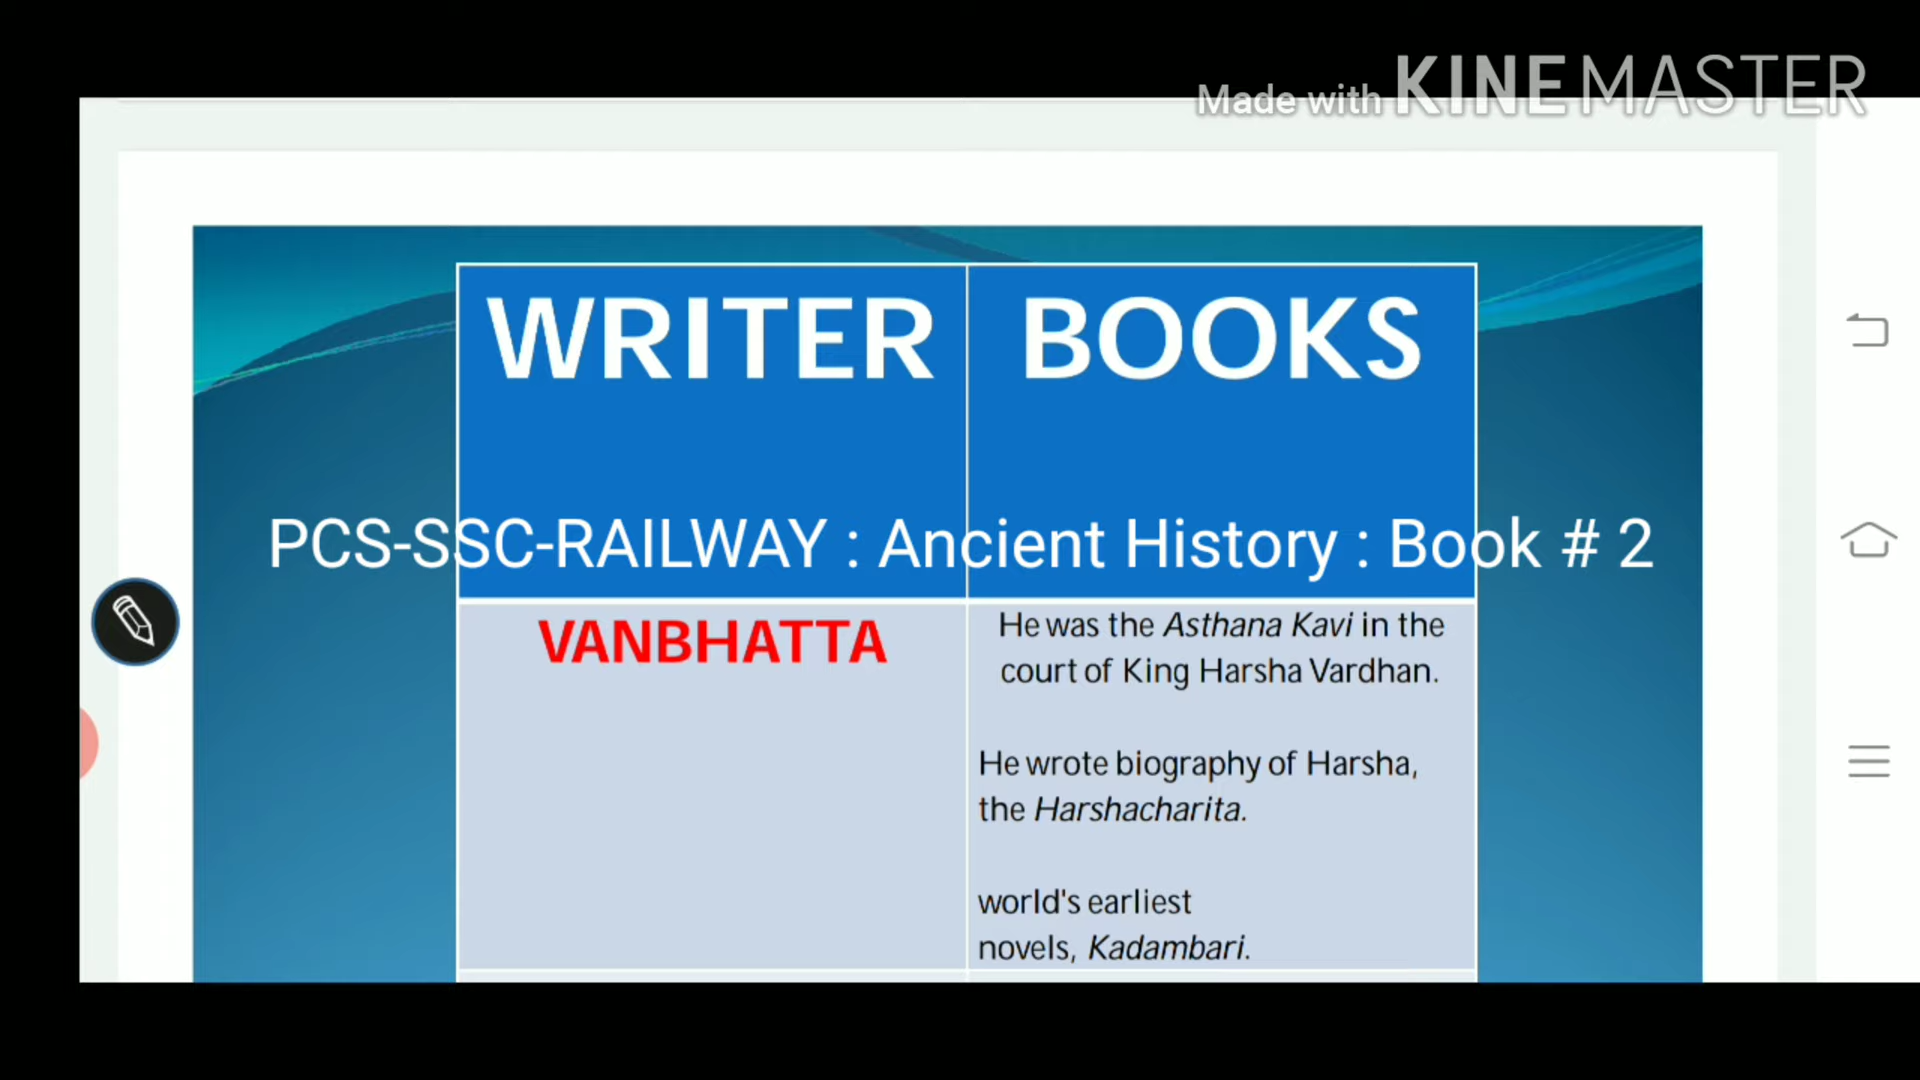 Made with KINEMASTER
WRITER BOOKS
PCS-SSC-RAILWAY : Ancient History : Book # 2
VANBHATTA
He was the Asthana Kavi in the
court of King Harsha Vardhan.
He wrote biography of Harsha,
the Harshacharita.
world's earliest
novels, Kadambari.